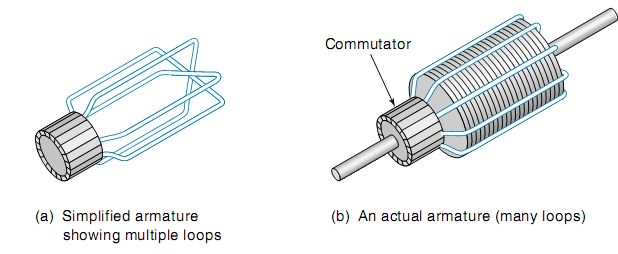 Commutator
(a) Simplified armature
showing multiple loops
(b) An actual armature (many loops)